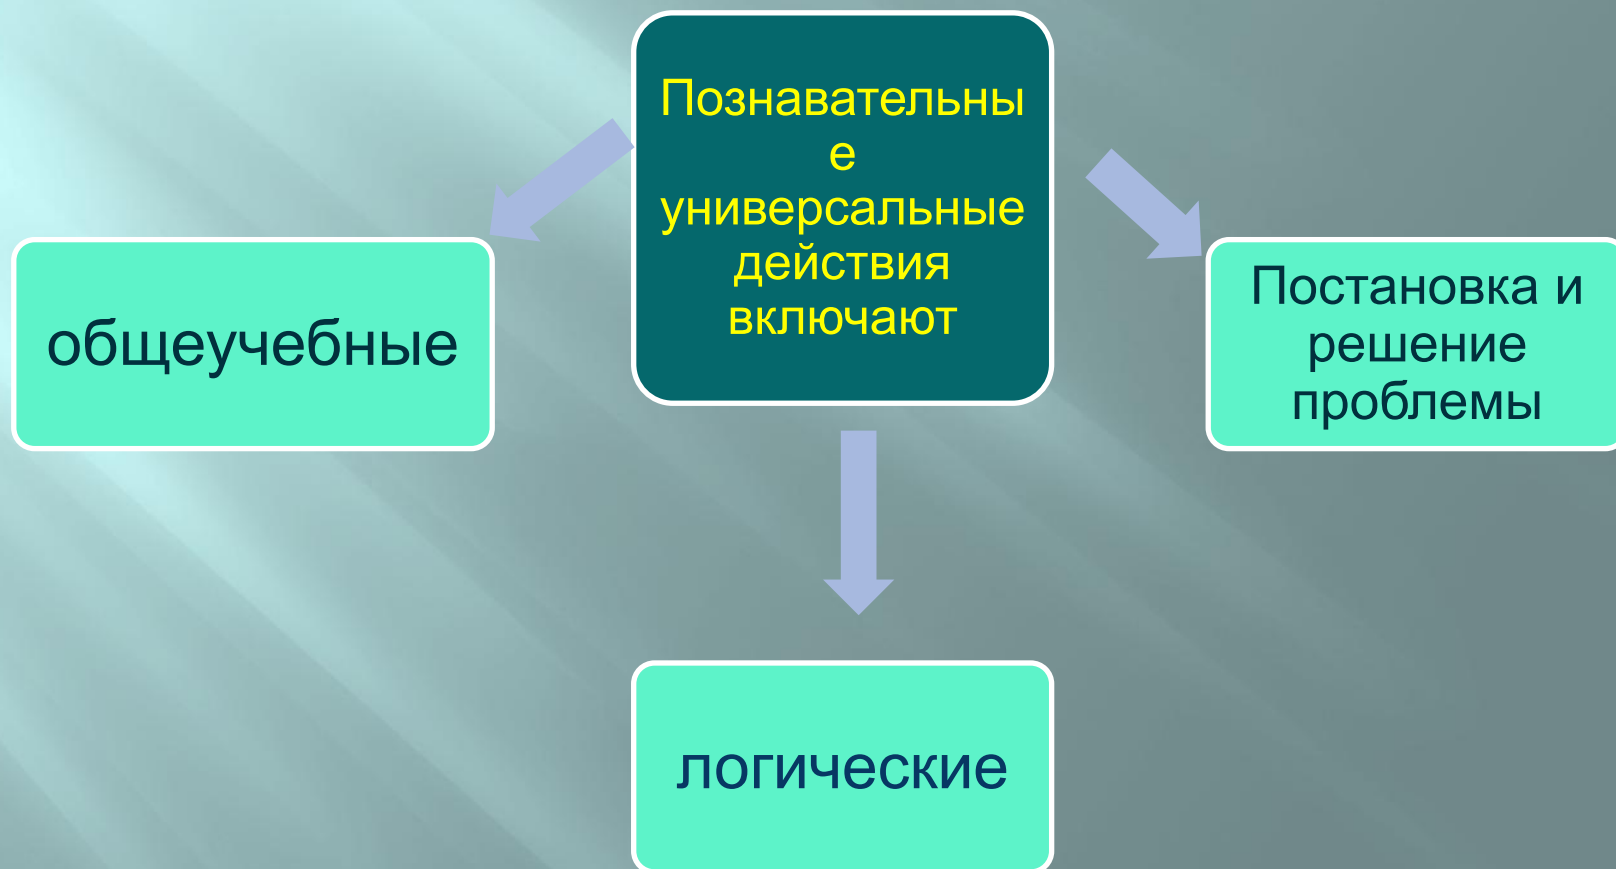 Познавательны
е
универсальные
действия
включают
общеучебные
Постановка и
решение
проблемы
логические